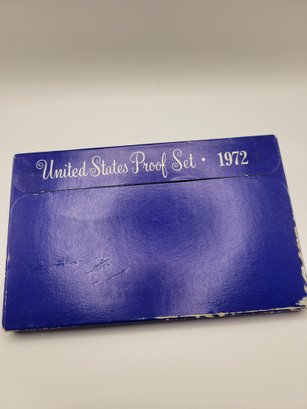 United States Proof Set · 1972